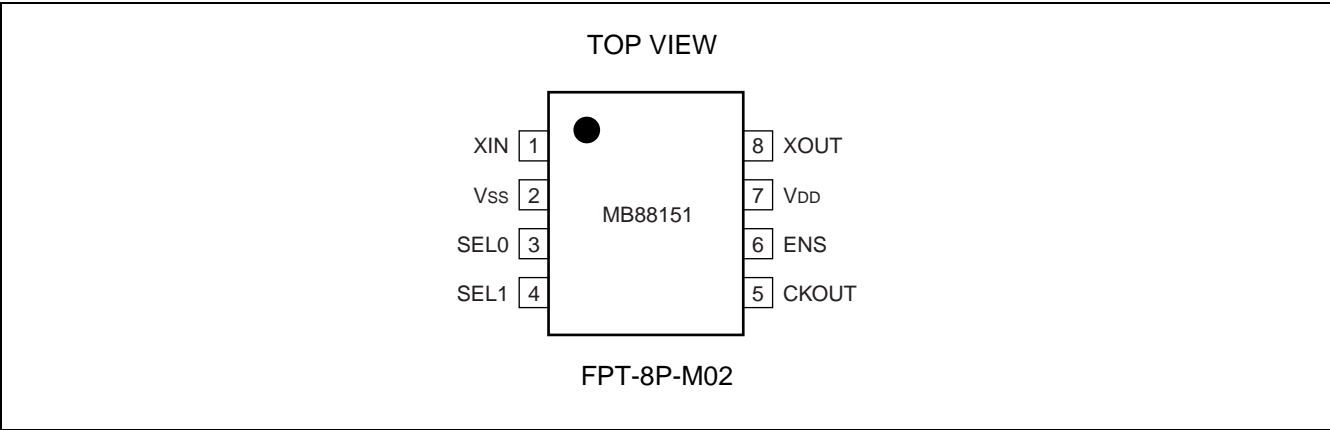 TOP VIEW
XIN 1 8 XOUT
VSS 2 7 VDD
MB88151
SEL0 3 6 ENS
SEL1 4 5 CKOUT
FPT-8P-M02